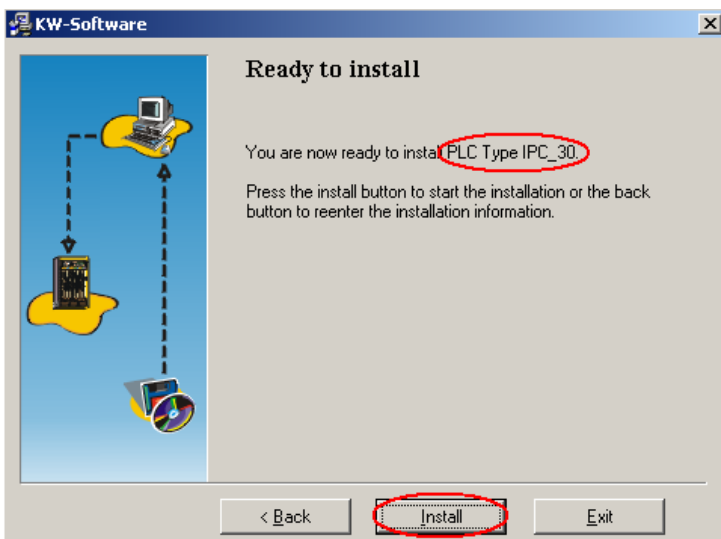 KW-Software
Ready to install
You are now ready to install PLC Type IPC_30.
Press the install button to start the installation or the back
button to reenter the installation information.
< Back
Install
Exit